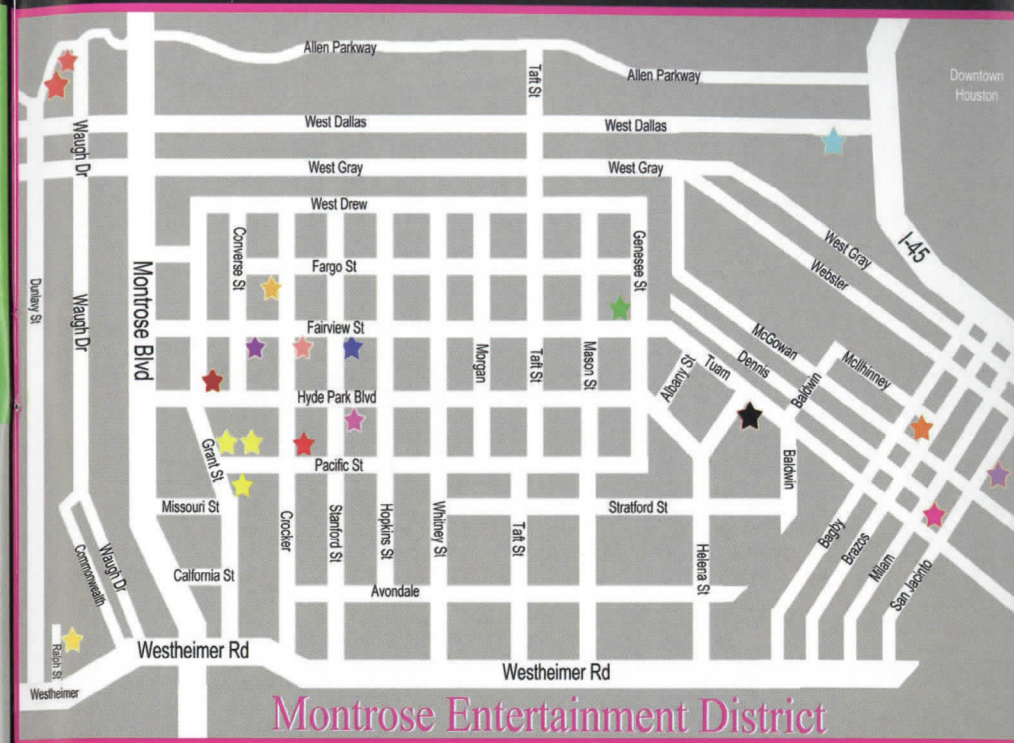 Allen Parkway
Allen Parkway
Taft St
Downtown
Houston
West Dallas
West Dallas
Waugh Dr
West Gray
West Gray
West Drew
Converse St
Genesee St
I-45
West Gray
Webster
Fargo St
Montrose Blvd
Dunlavy St
Waugh Dr
Fairview St
McGowan
McIlhinney
Morgan
Taft St
Mason St
Albany St
Tuam
Dennis
Baldwin
Hyde Park Blvd
Grant St
Pacific St
Baldwin
Missouri St
Crocker
Stanford St
Hopkins St
Whitney St
Taft St
Stratford St
Helena St
Bagby
Brazos
Milam
San Jacinto
Commonwealth
Waugh Dr
Calfornia St
Avondale
Ralph St
Westheimer Rd
Westheimer Rd
Westheimer
Montrose Entertainment District